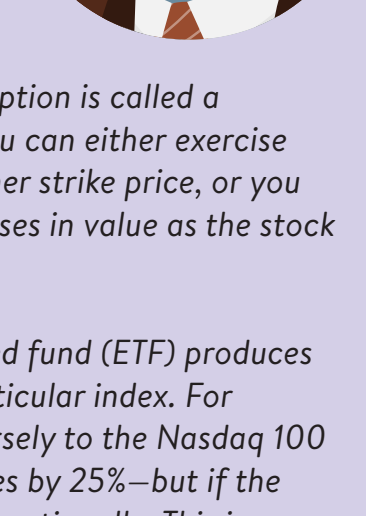 ption is called a
u can either exercise
er strike price, or you
ses in value as the stock
d fund (ETF) produces
ticular index. For
rsely to the Nasdaq 100
es by 25%—but if the